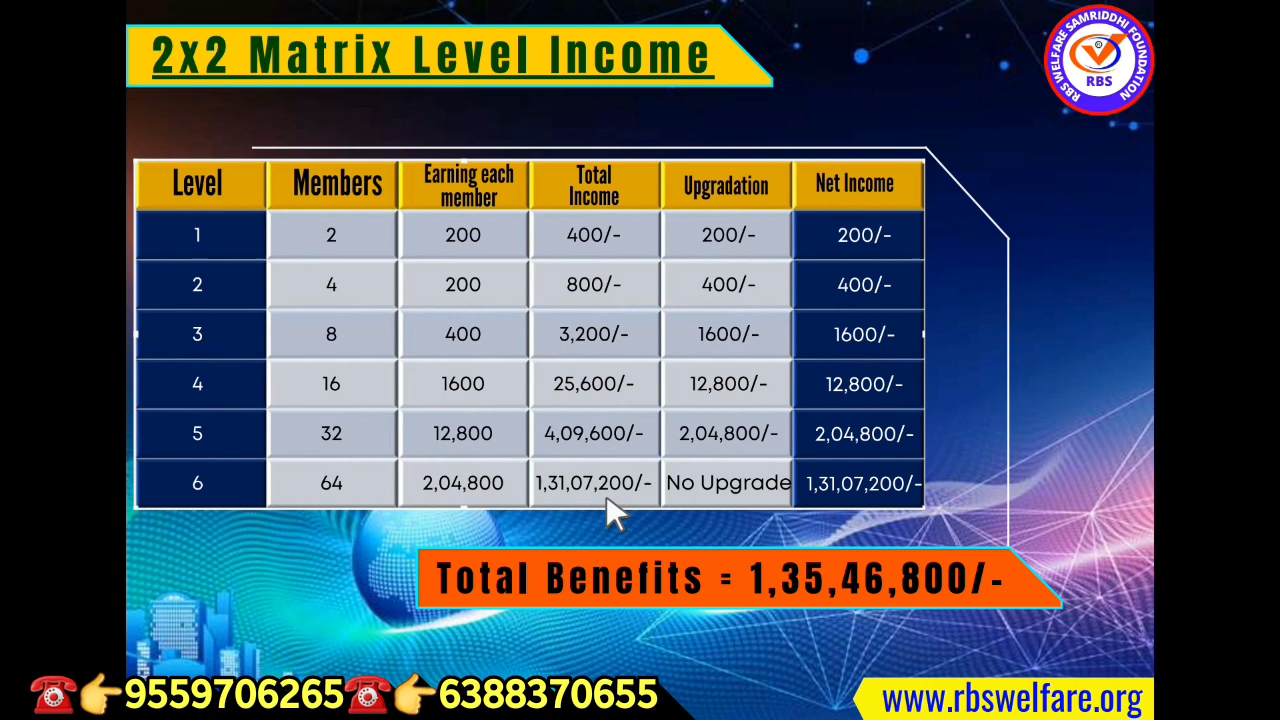 2x2 Matrix Level Income
RBS WELFARE SAMRIDDHI FOUNDATION
RBS
Level Members Earning each member Total Income Upgradation Net Income
1 2 200 400/- 200/- 200/-
2 4 200 800/- 400/- 400/-
3 8 400 3,200/- 1600/- 1600/-
4 16 1600 25,600/- 12,800/- 12,800/-
5 32 12,800 4,09,600/- 2,04,800/- 2,04,800/-
6 64 2,04,800 1,31,07,200/- No Upgrade 1,31,07,200/-
Total Benefits = 1,35,46,800/-
☎️👉9559706265☎️👉6388370655
www.rbswelfare.org